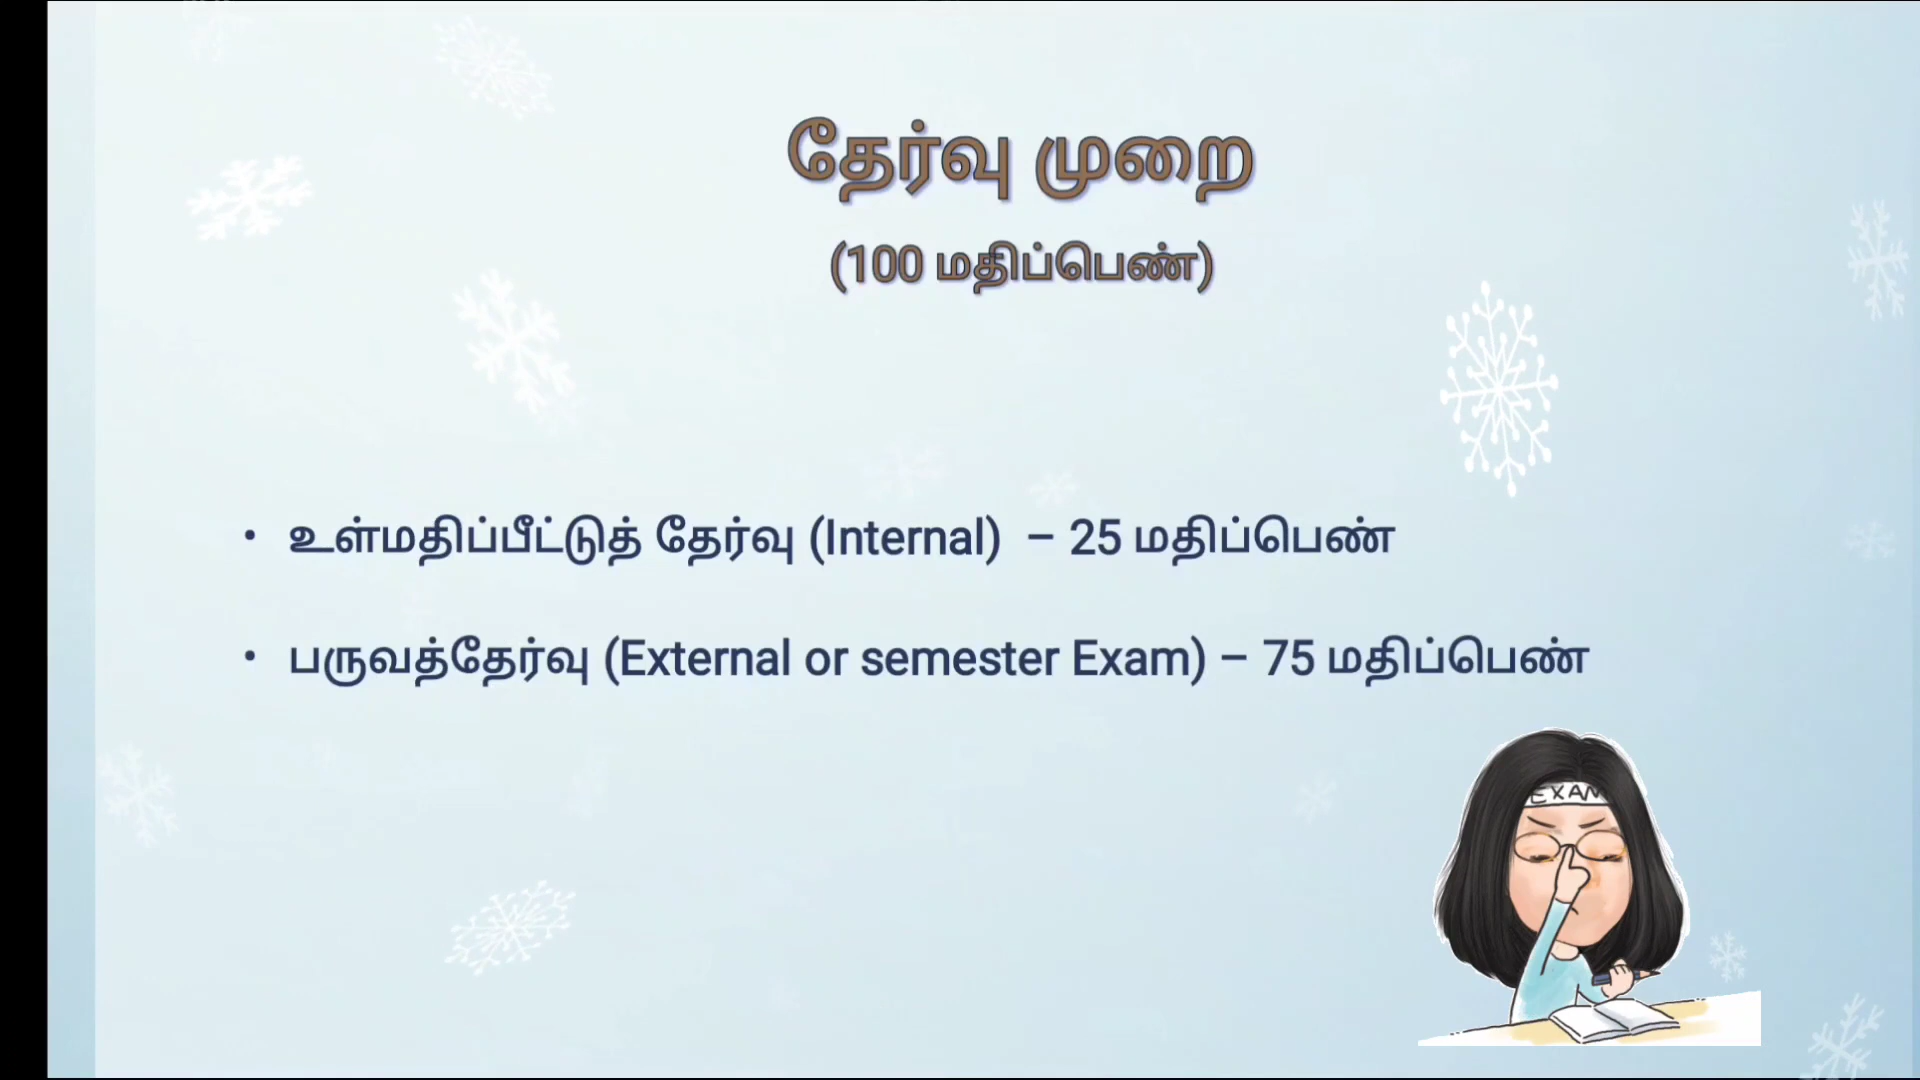 தேர்வு முறை
(100 மதிப்பெண்)
• உள்மதிப்பீட்டுத் தேர்வு (Internal) – 25 மதிப்பெண்
• பருவத்தேர்வு (External or semester Exam) – 75 மதிப்பெண்
EXAM